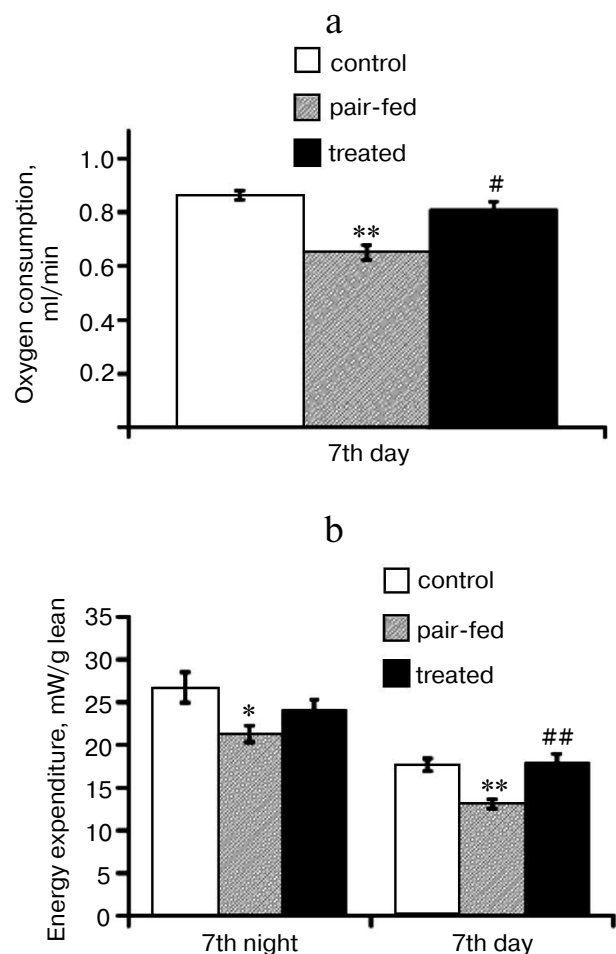 a
control
pair-fed
treated
Oxygen consumption,
ml/min
1.0
0.8
0.6
0.4
0.2
**
#
7th day
b
control
pair-fed
treated
Energy expenditure, mW/g lean
35
30
25
20
15
10
5
0
*
**
##
7th night
7th day